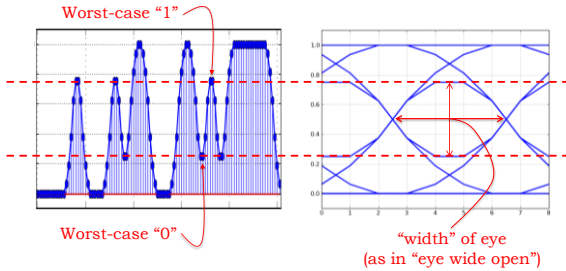 Worst-case “1”
1.0
0.8
0.6
0.4
0.2
0.0
0 1 2 3 4 5 6 7 8
Worst-case “0”
“width” of eye
(as in “eye wide open”)